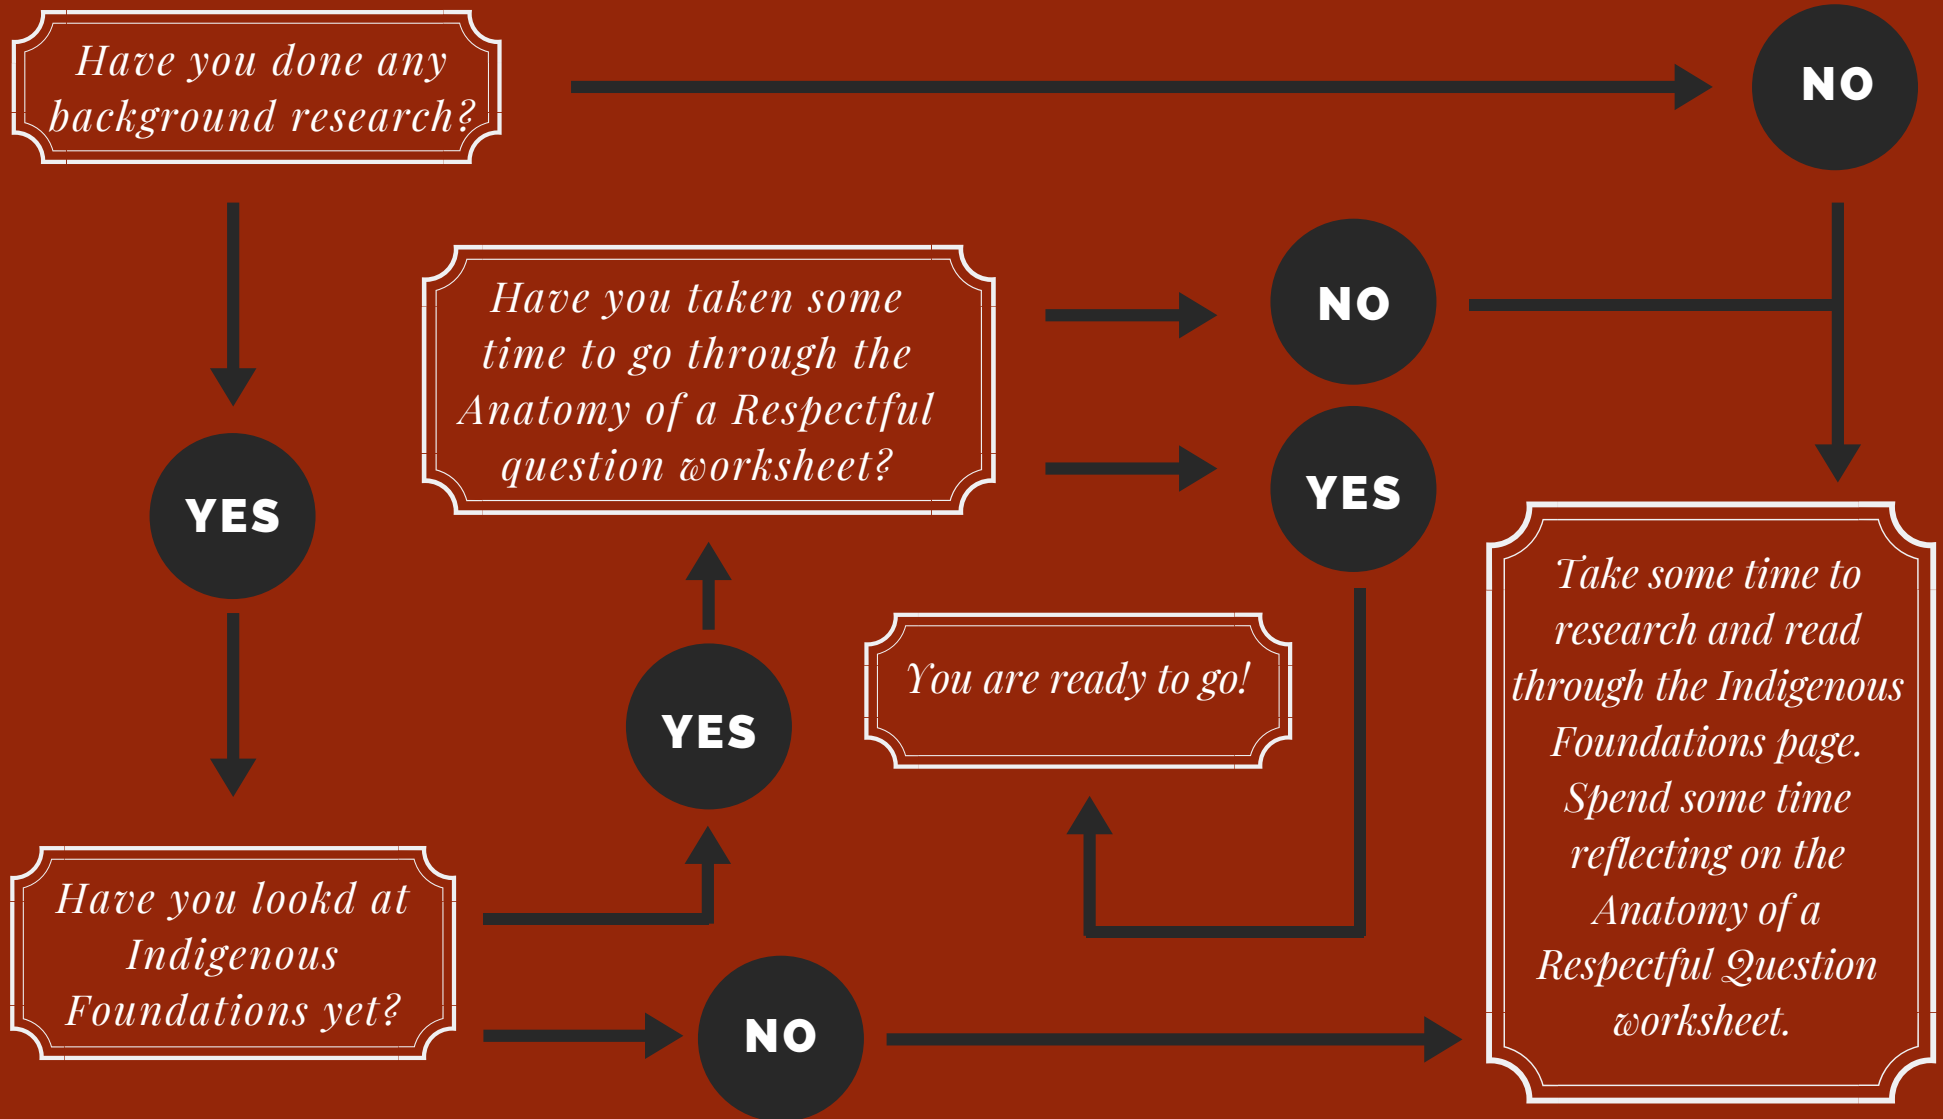 Have you done any
background research?
NO
Have you taken some
time to go through the
Anatomy of a Respectful
question worksheet?
NO
YES
YES
Take some time to
research and read
through the Indigenous
Foundations page.
Spend some time
reflecting on the
Anatomy of a
Respectful Question
worksheet.
You are ready to go!
YES
Have you lookd at
Indigenous
Foundations yet?
NO